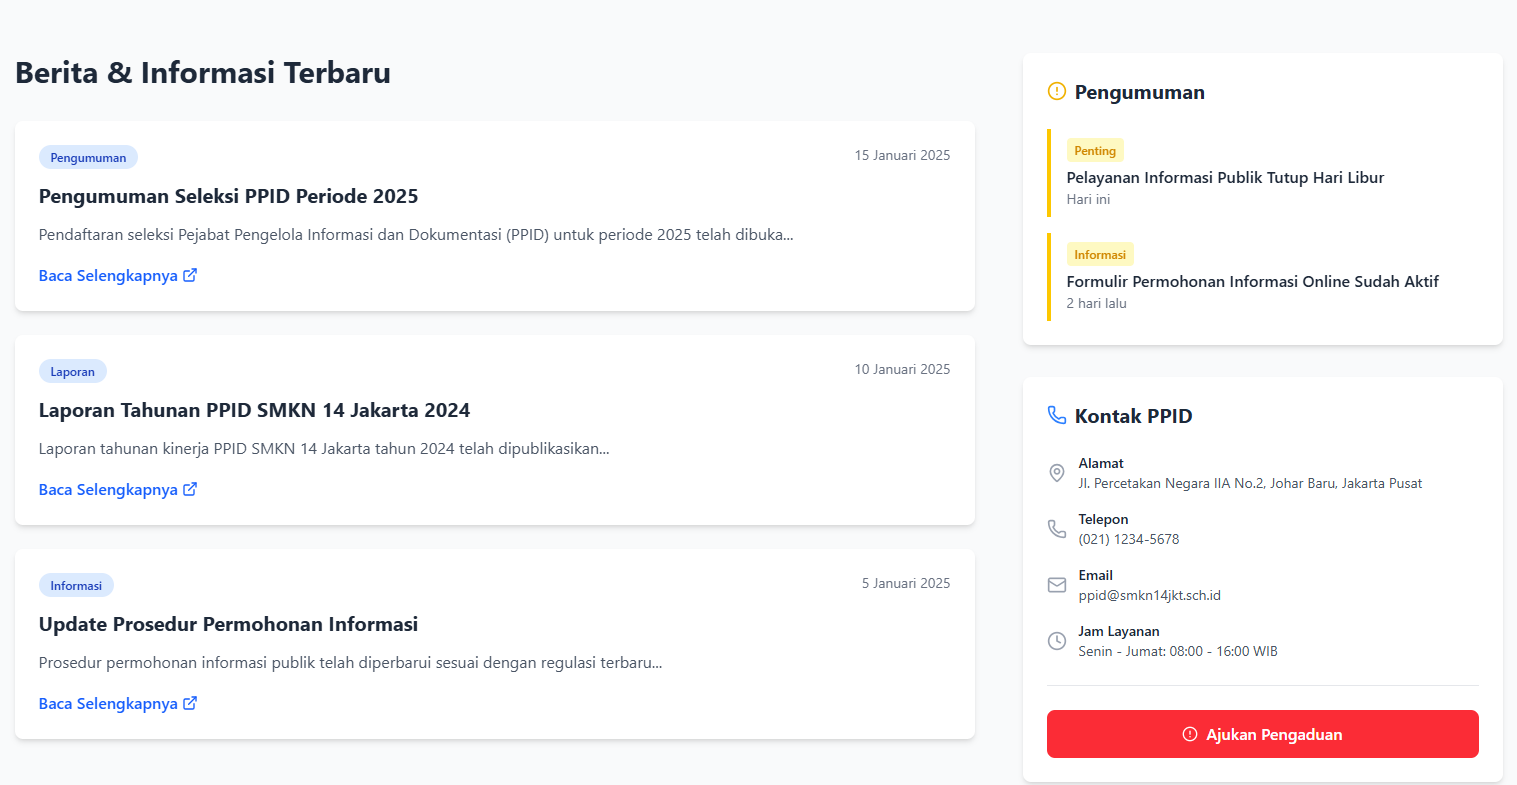 Berita & Informasi Terbaru
Pengumuman
15 Januari 2025
Pengumuman Seleksi PPID Periode 2025
Pendaftaran seleksi Pejabat Pengelola Informasi dan Dokumentasi (PPID) untuk periode 2025 telah dibuka...
Baca Selengkapnya
Laporan
10 Januari 2025
Laporan Tahunan PPID SMKN 14 Jakarta 2024
Laporan tahunan kinerja PPID SMKN 14 Jakarta tahun 2024 telah dipublikasikan...
Baca Selengkapnya
Informasi
5 Januari 2025
Update Prosedur Permohonan Informasi
Prosedur permohonan informasi publik telah diperbarui sesuai dengan regulasi terbaru...
Baca Selengkapnya
Pengumuman
Penting
Pelayanan Informasi Publik Tutup Hari Libur
Hari ini
Informasi
Formulir Permohonan Informasi Online Sudah Aktif
2 hari lalu
Kontak PPID
Alamat
Jl. Percetakan Negara IIA No.2, Johar Baru, Jakarta Pusat
Telepon
(021) 1234-5678
Email
ppid@smkn14jkt.sch.id
Jam Layanan
Senin - Jumat: 08:00 - 16:00 WIB
Ajukan Pengaduan